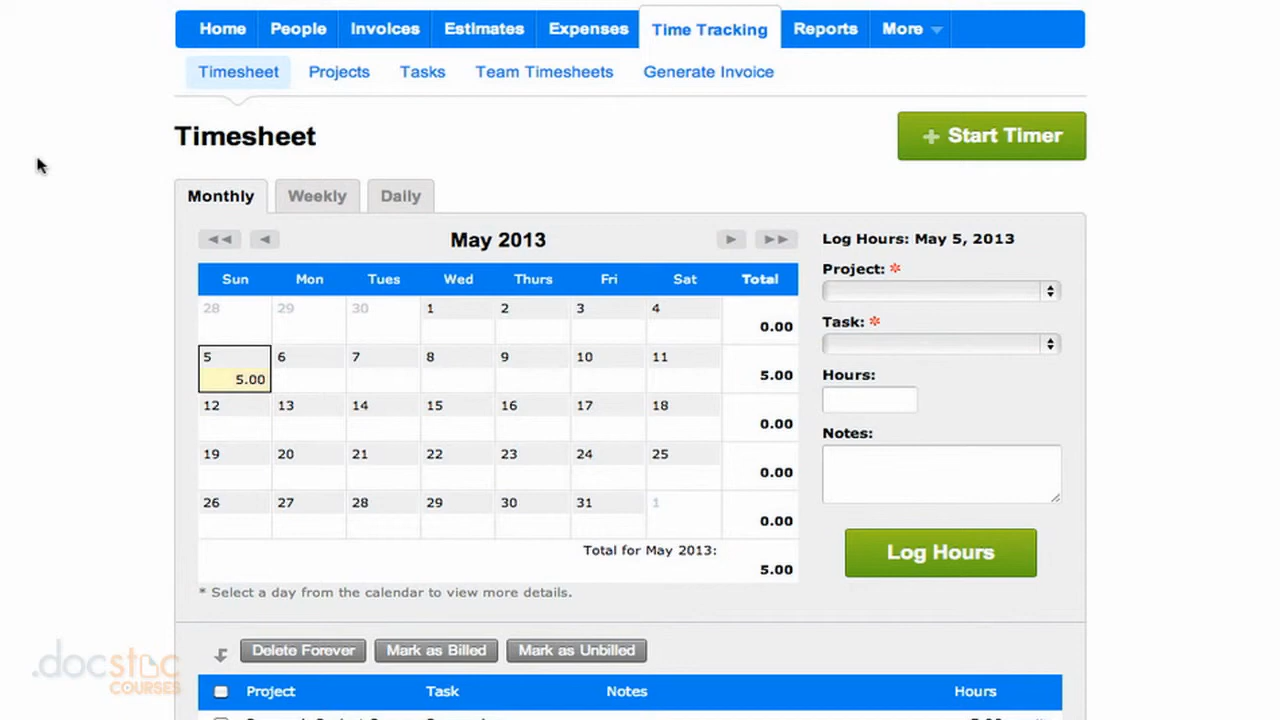 Home People Invoices Estimates Expenses Time Tracking Reports More
Timesheet Projects Tasks Team Timesheets Generate Invoice
Timesheet
+ Start Timer
Monthly Weekly Daily
May 2013
Sun Mon Tues Wed Thurs Fri Sat Total
28 29 30 1 2 3 4
0.00
5 6 7 8 9 10 11
5.00 5.00
12 13 14 15 16 17 18
0.00
19 20 21 22 23 24 25
0.00
26 27 28 29 30 31 1
0.00
Total for May 2013:
5.00
* Select a day from the calendar to view more details.
Log Hours: May 5, 2013
Project: *
Task: *
Hours:
Notes:
Log Hours
Delete Forever Mark as Billed Mark as Unbilled
Project Task Notes Hours
.docstoc
COURSES